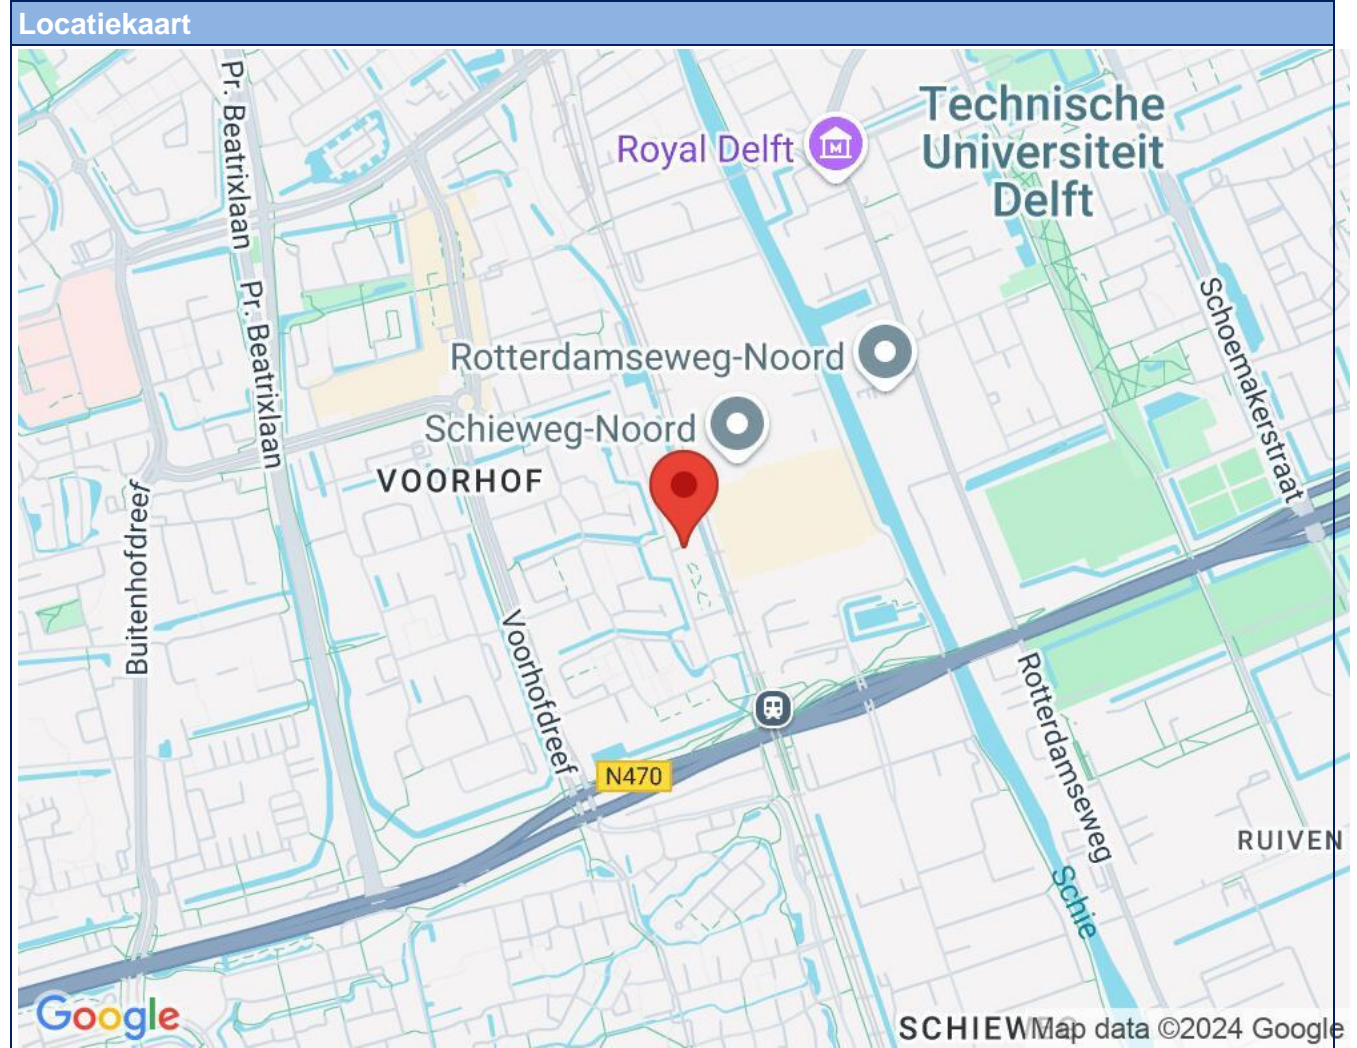 Locatiekaart
Pr. Beatrixlaan
Technische
Universiteit
Delft
Royal Delft
M
Pr. Beatrixlaan
Schoemakerstraat
Rotterdamseweg-Noord
Schieweg-Noord
VOORHOF
Buitenhofdreef
Voorhofdreef
Rotterdamseweg
N470
RUIVEN
Schie
Google
SCHIEW
Map data ©2024 Google